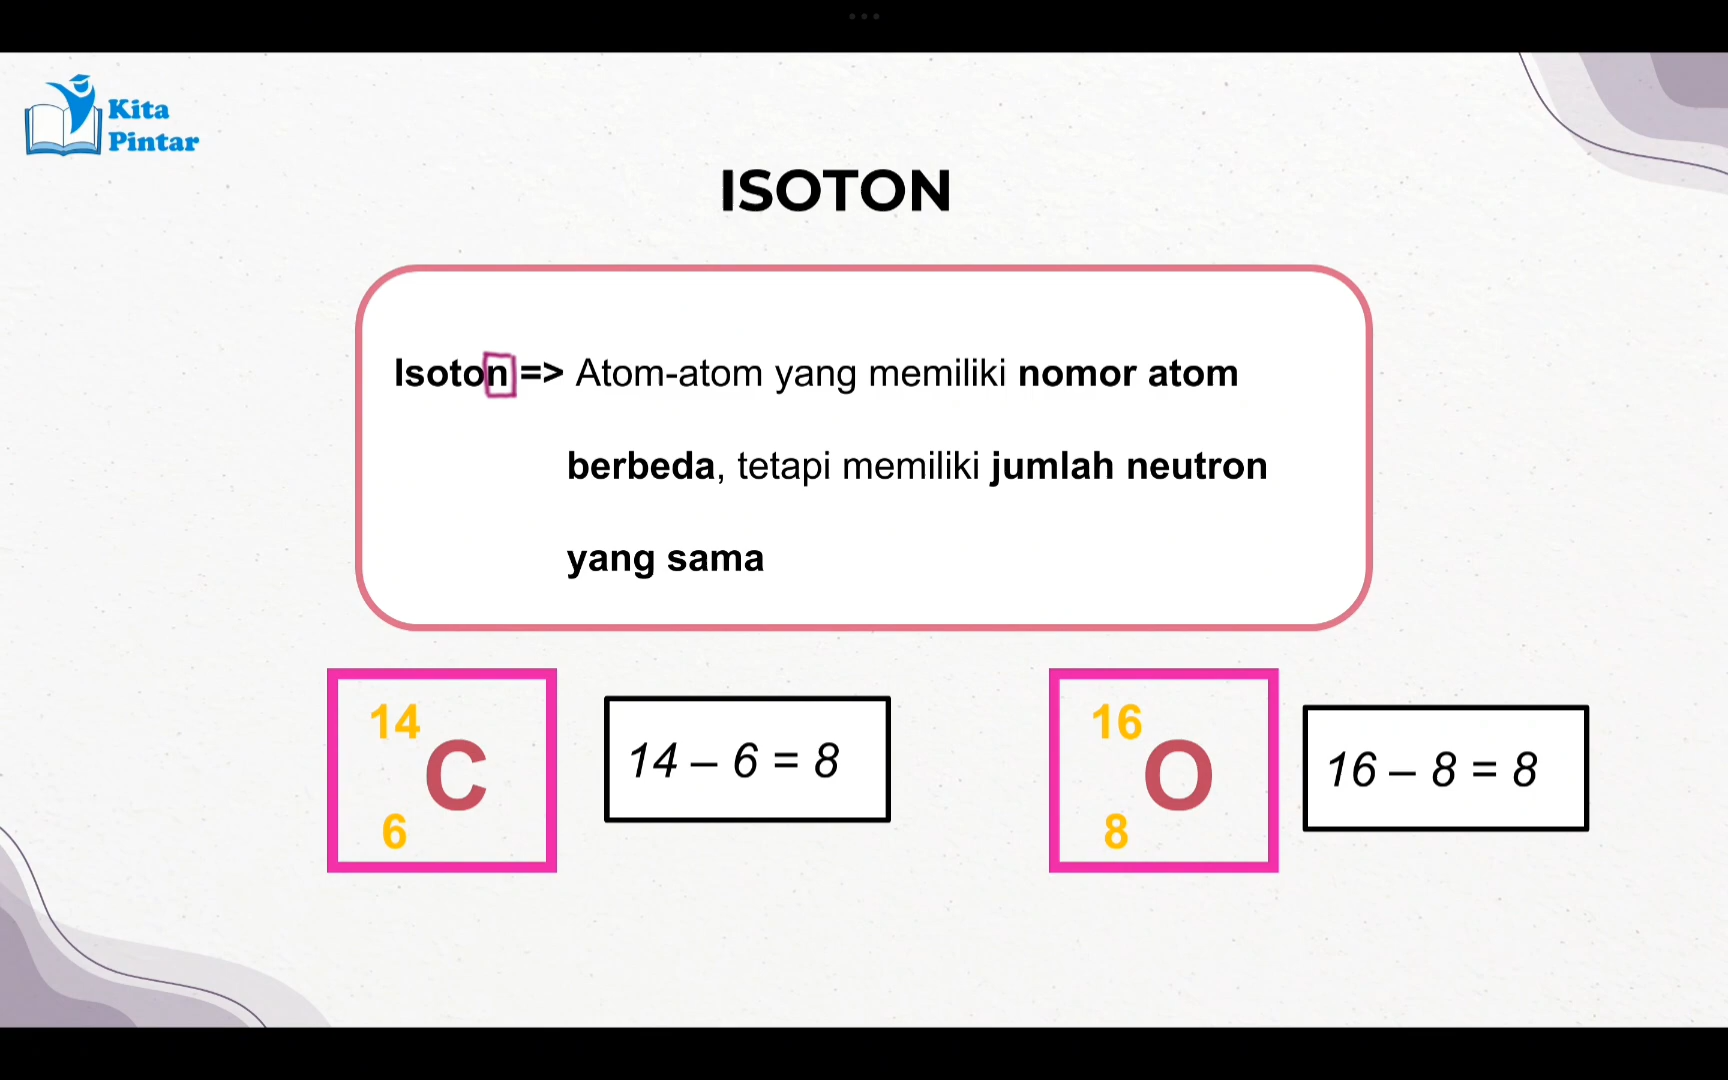 Kita
Pintar
ISOTON
Isoton => Atom-atom yang memiliki nomor atom
berbeda, tetapi memiliki jumlah neutron
yang sama
14
C
6
14 – 6 = 8
16
O
8
16 – 8 = 8